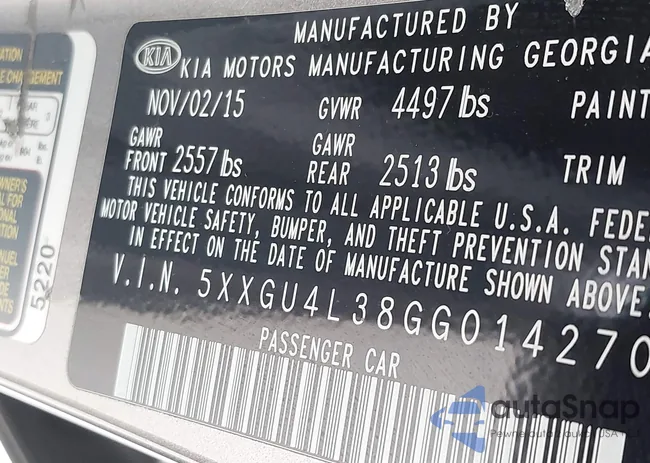 MANUFACTURED BY
KIA
KIA MOTORS MANUFACTURING GEORGIA
NOV/02/15 GVWR 4497 lbs PAINT
GAWR FRONT 2557 lbs GAWR REAR 2513 lbs TRIM
THIS VEHICLE CONFORMS TO ALL APPLICABLE U.S.A. FEDE
MOTOR VEHICLE SAFETY, BUMPER, AND THEFT PREVENTION STAN
IN EFFECT ON THE DATE OF MANUFACTURE SHOWN ABOVE.
V.I.N. 5XXGU4L38GG014270
PASSENGER CAR
5220
autaSnap